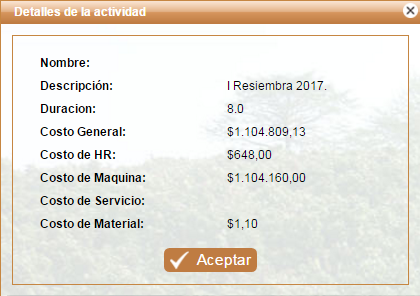 Detalles de la actividad
Nombre:
Descripción: I Resiembra 2017.
Duracion: 8.0
Costo General: $1.104.809,13
Costo de HR: $648,00
Costo de Maquina: $1.104.160,00
Costo de Servicio:
Costo de Material: $1,10
Aceptar